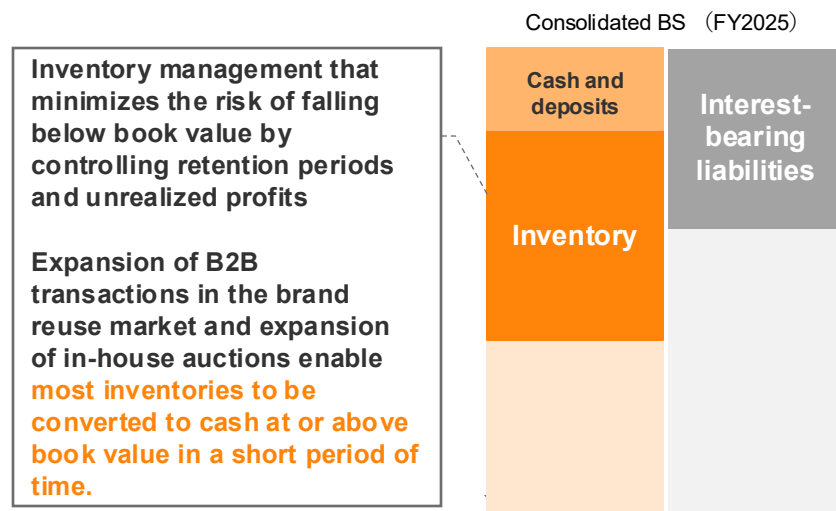 Consolidated BS （FY2025）
Inventory management that
minimizes the risk of falling
below book value by
controlling retention periods
and unrealized profits
Expansion of B2B
transactions in the brand
reuse market and expansion
of in-house auctions enable
most inventories to be
converted to cash at or above
book value in a short period of
time.
Cash and
deposits
Inventory
Interest-
bearing
liabilities